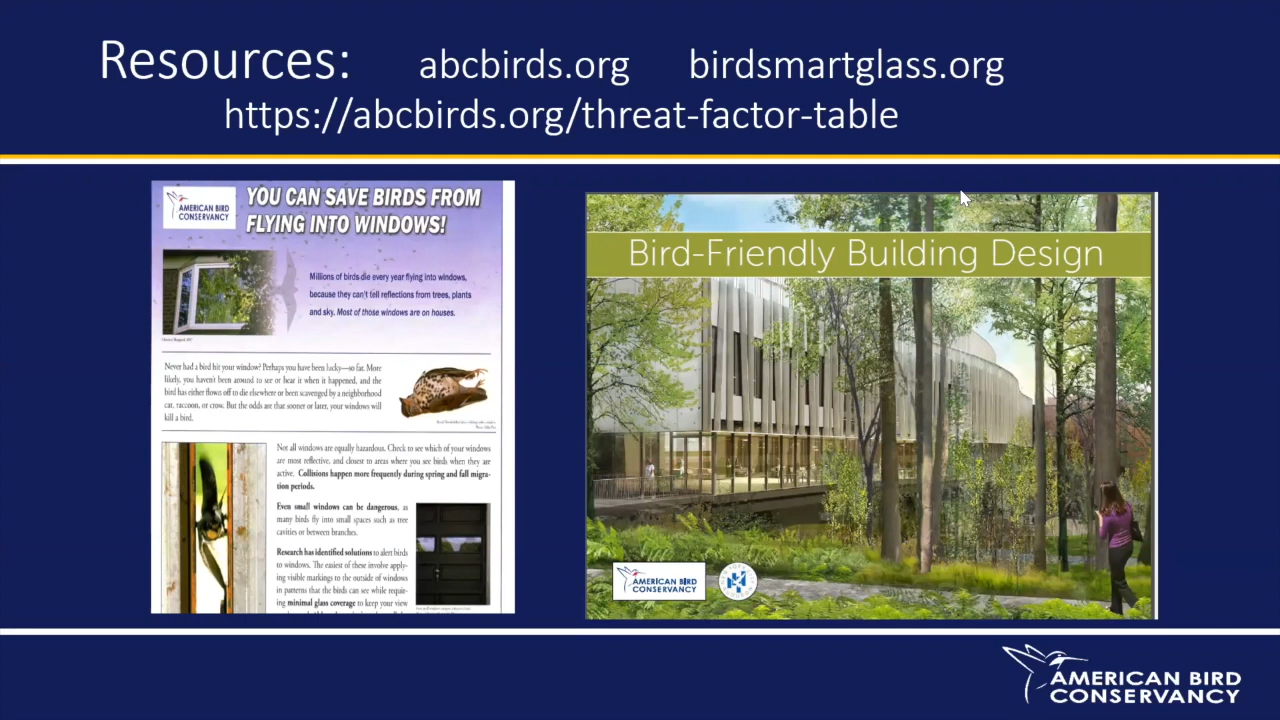 Resources: abcbirds.org birdsmartglass.org
https://abcbirds.org/threat-factor-table
AMERICAN BIRD
CONSERVANCY
YOU CAN SAVE BIRDS FROM
FLYING INTO WINDOWS!
Millions of birds die every year flying into windows,
because they can't tell reflections from trees, plants
and sky. Most of those windows are on houses.
Never had a bird hit your window? Perhaps you have been lucky—so far. More
likely, you haven't been around to see or hear it when it happened, and the
bird has either flown off to die elsewhere or been scavenged by a neighborhood
cat, raccoon, or crow. But the odds are that sooner or later, your windows will
kill a bird.
Not all windows are equally hazardous. Check to see which of your windows
are most reflective, and closest to areas where you see birds when they are
active. Collisions happen more frequently during spring and fall migra-
tion periods.
Even small windows can be dangerous, as
many birds fly into small spaces such as tree
cavities or between branches.
Research has identified solutions to alert birds
to windows. The easiest of these involve apply-
ing visible markings to the outside of windows
in patterns that the birds can see while requir-
ing minimal glass coverage to keep your view
Bird-Friendly Building Design
AMERICAN BIRD
CONSERVANCY
AMERICAN BIRD
CONSERVANCY